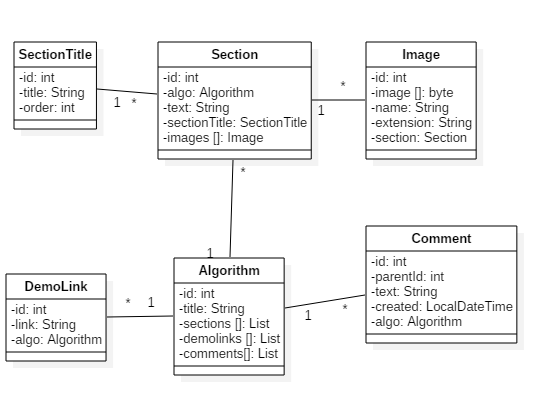 SectionTitle
-id: int
-title: String
-order: int
1 *
Section
-id: int
-algo: Algorithm
-text: String
-sectionTitle: SectionTitle
-images []: Image
*
1
Image
-id: int
-image []: byte
-name: String
-extension: String
-section: Section
*
1
DemoLink
-id: int
-link: String
-algo: Algorithm
* 1
Algorithm
-id: int
-title: String
-sections []: List
-demolinks []: List
-comments[]: List
1 *
Comment
-id: int
-parentId: int
-text: String
-created: LocalDateTime
-algo: Algorithm